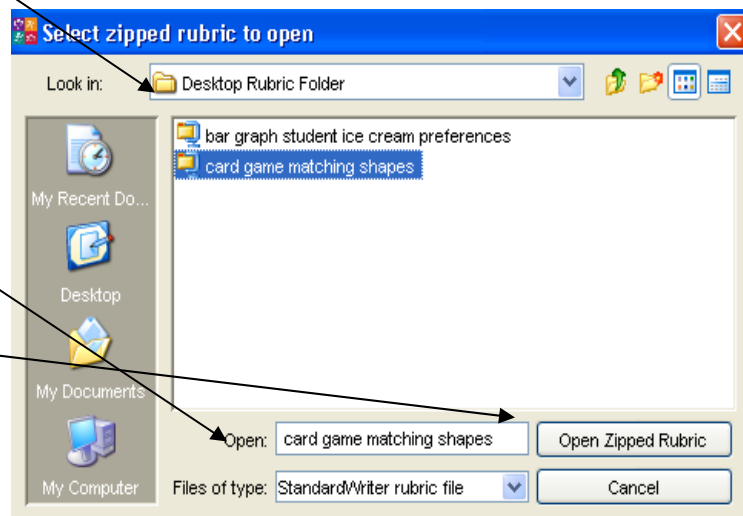 Select zipped rubric to open
Look in: Desktop Rubric Folder
bar graph student ice cream preferences
card game matching shapes
My Recent Do...
Desktop
My Documents
My Computer
Open: card game matching shapes Open Zipped Rubric
Files of type: StandardWriter rubric file Cancel